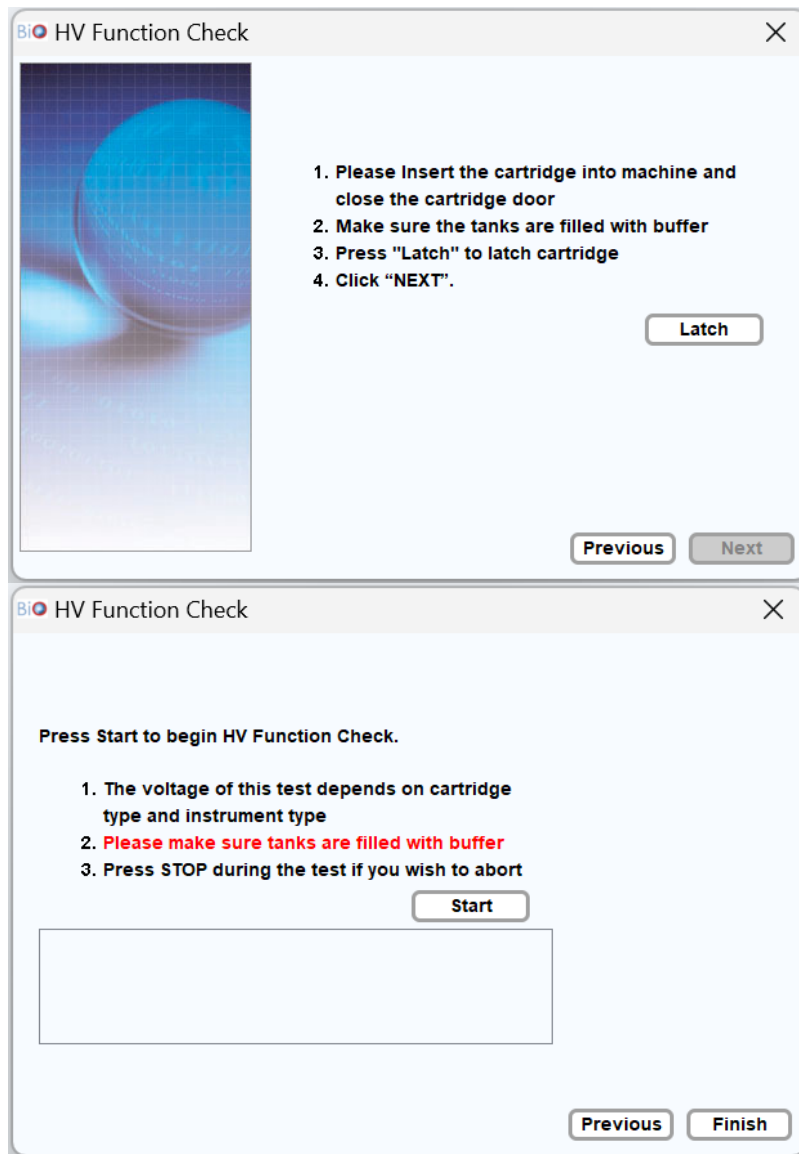 BiO HV Function Check
1. Please Insert the cartridge into machine and
close the cartridge door
2. Make sure the tanks are filled with buffer
3. Press "Latch" to latch cartridge
4. Click “NEXT”.
Latch
Previous Next
BiO HV Function Check
Press Start to begin HV Function Check.
1. The voltage of this test depends on cartridge
type and instrument type
2. Please make sure tanks are filled with buffer
3. Press STOP during the test if you wish to abort
Start
Previous Finish